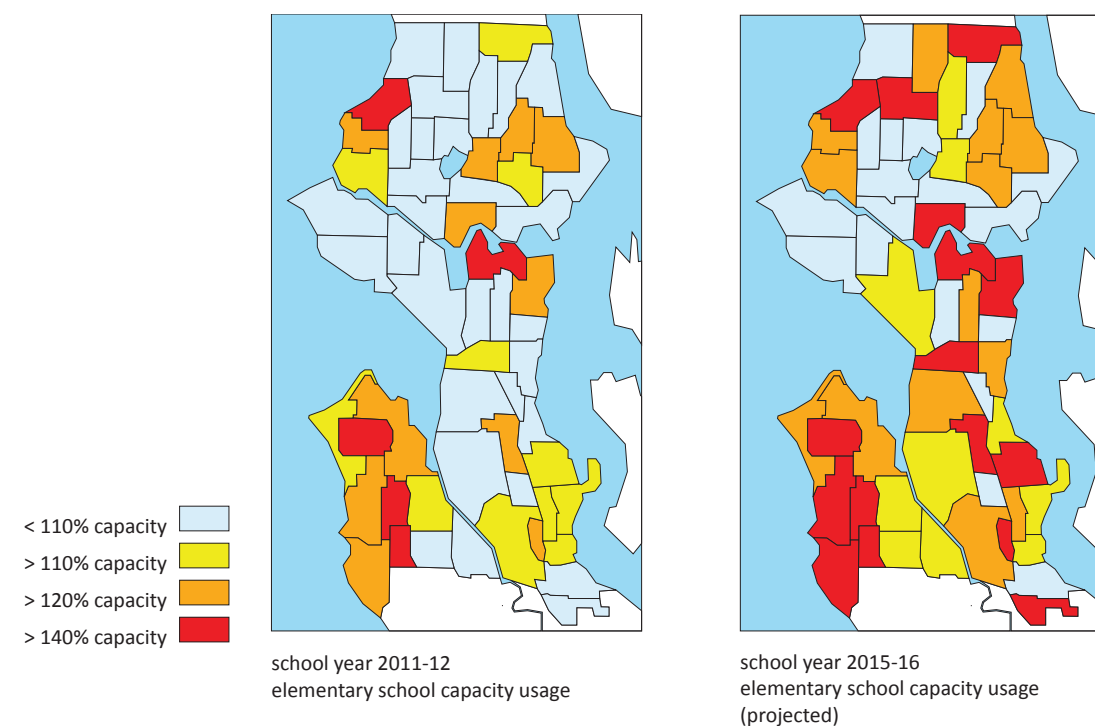 < 110% capacity
> 110% capacity
> 120% capacity
> 140% capacity
school year 2011-12
elementary school capacity usage
school year 2015-16
elementary school capacity usage
(projected)